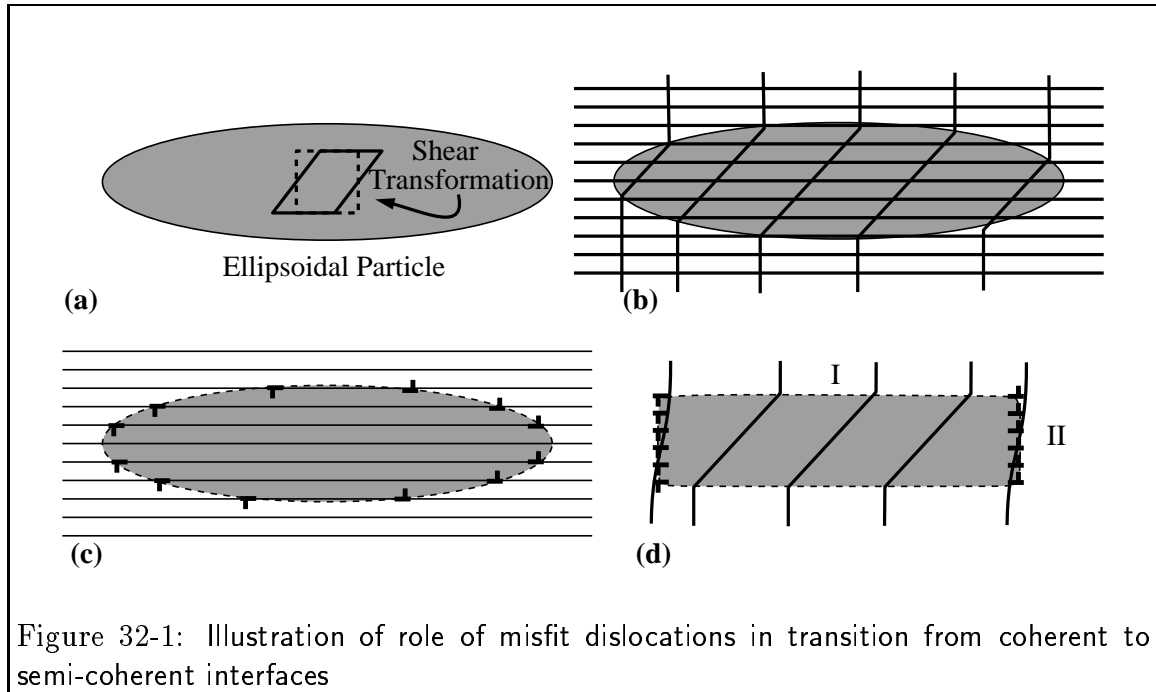 Shear
Transformation
Ellipsoidal Particle
(a)
(b)
(c)
I
II
(d)
Figure 32-1: Illustration of role of misfit dislocations in transition from coherent to
semi-coherent interfaces